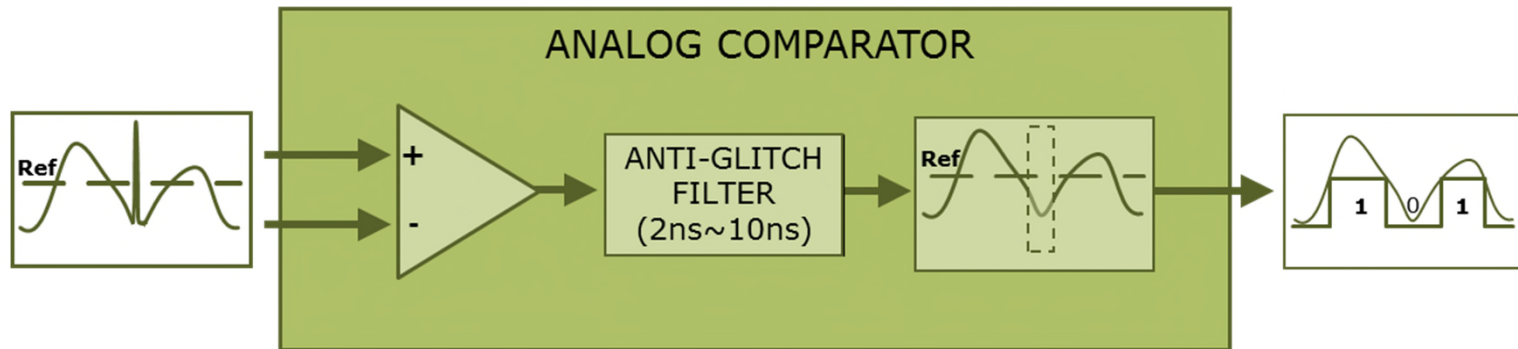 ANALOG COMPARATOR
Ref
+
-
ANTI-GLITCH
FILTER
(2ns~10ns)
Ref
1 0 1